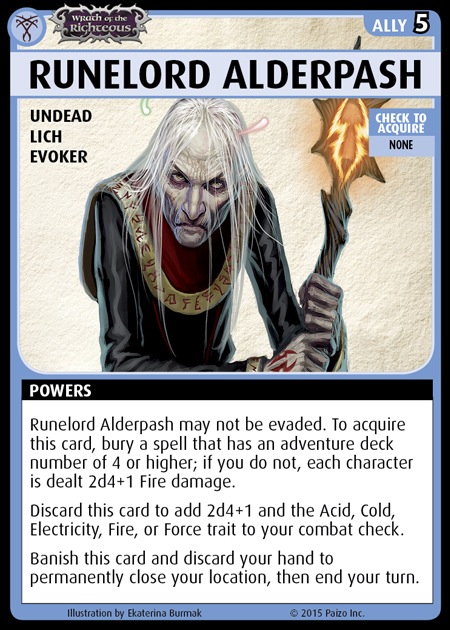 Wrath of the
Righteous
ALLY 5
RUNELORD ALDERPASH
UNDEAD
LICH
EVOKER
CHECK TO
ACQUIRE
NONE
POWERS
Runelord Alderpash may not be evaded. To acquire
this card, bury a spell that has an adventure deck
number of 4 or higher; if you do not, each character
is dealt 2d4+1 Fire damage.
Discard this card to add 2d4+1 and the Acid, Cold,
Electricity, Fire, or Force trait to your combat check.
Banish this card and discard your hand to
permanently close your location, then end your turn.
Illustration by Ekaterina Burmak
© 2015 Paizo Inc.